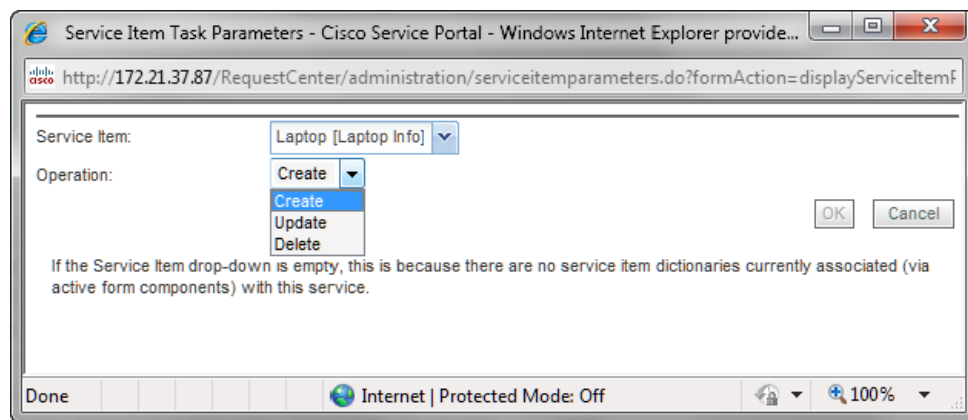 Service Item Task Parameters - Cisco Service Portal - Windows Internet Explorer provide...
cisco http://172.21.37.87/RequestCenter/administration/serviceitemparameters.do?formAction=displayServiceItemP
Service Item:
Laptop [Laptop Info]
Operation:
Create
Create
Update
Delete
OK
Cancel
If the Service Item drop-down is empty, this is because there are no service item dictionaries currently associated (via
active form components) with this service.
Done
Internet | Protected Mode: Off
100%